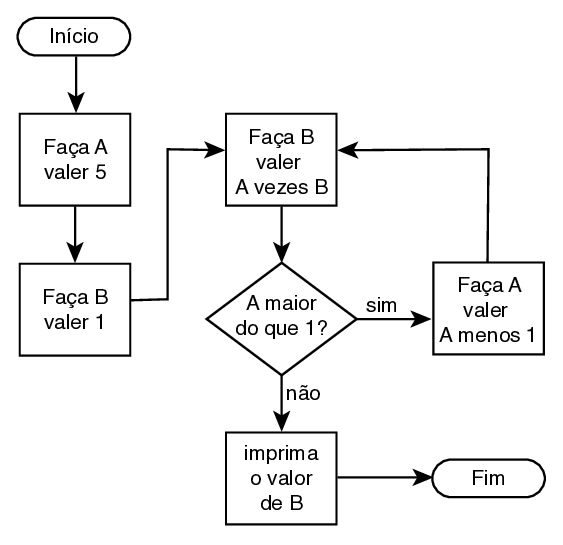 Início
Faça A
valer 5
Faça B
valer 1
Faça B
valer
A vezes B
A maior
do que 1?
sim
Faça A
valer
A menos 1
não
imprima
o valor
de B
Fim